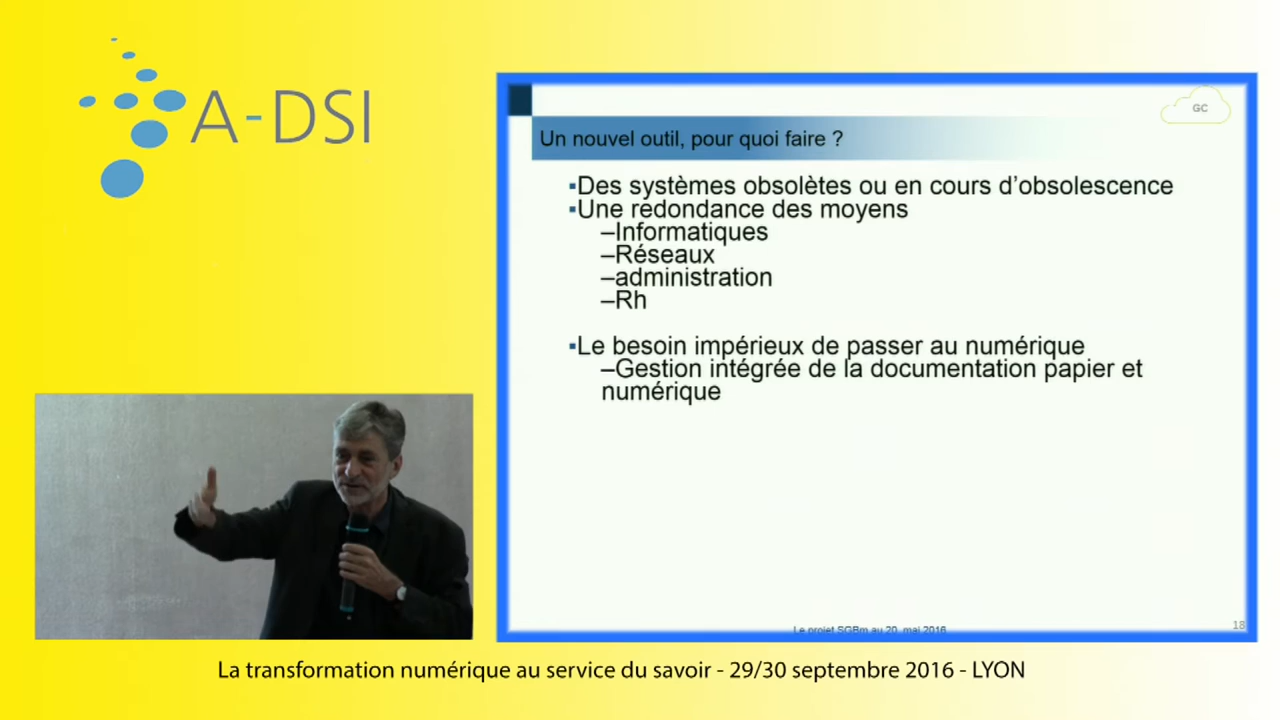 A-DSI
GC
Un nouvel outil, pour quoi faire ?
▪Des systèmes obsolètes ou en cours d’obsolescence
▪Une redondance des moyens
–Informatiques
–Réseaux
–administration
–Rh
▪Le besoin impérieux de passer au numérique
–Gestion intégrée de la documentation papier et
numérique
Le projet SGBm au 20 mai 2016
18
La transformation numérique au service du savoir - 29/30 septembre 2016 - LYON